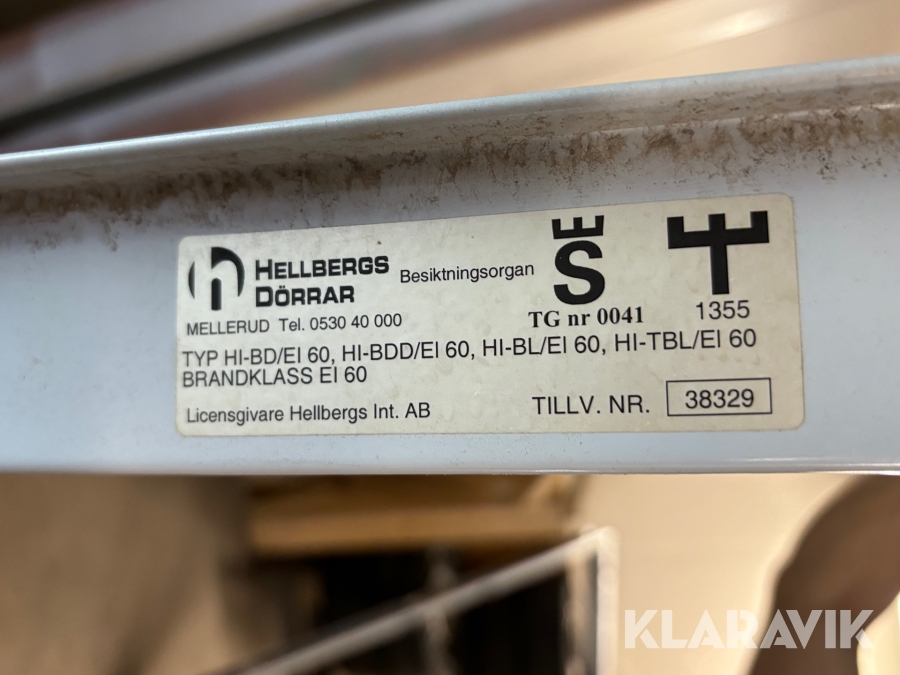 KLARAVIK
HELLBERGS
DÖRRAR
Besiktningsorgan
S
MELLERUD Tel. 0530 40 000
TG nr 0041
1355
TYP HI-BD/EI 60, HI-BDD/EI 60, HI-BL/EI 60, HI-TBL/EI 60
BRANDKLASS EI 60
Licensgivare Hellbergs Int. AB
TILLV. NR. 38329
KLARAVIK